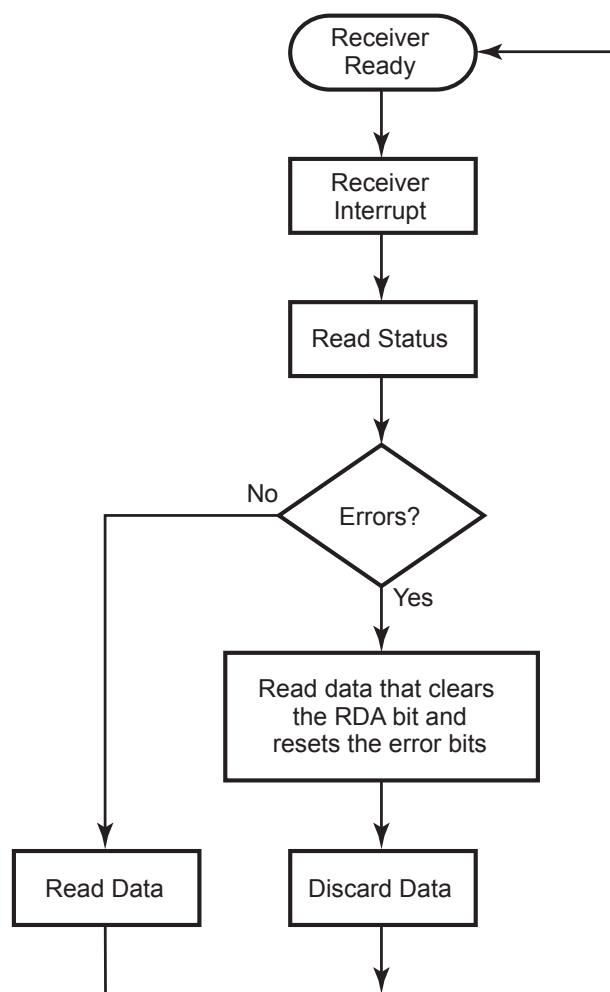 Receiver
Ready
Receiver
Interrupt
Read Status
Errors?
No
Yes
Read data that clears
the RDA bit and
resets the error bits
Read Data
Discard Data